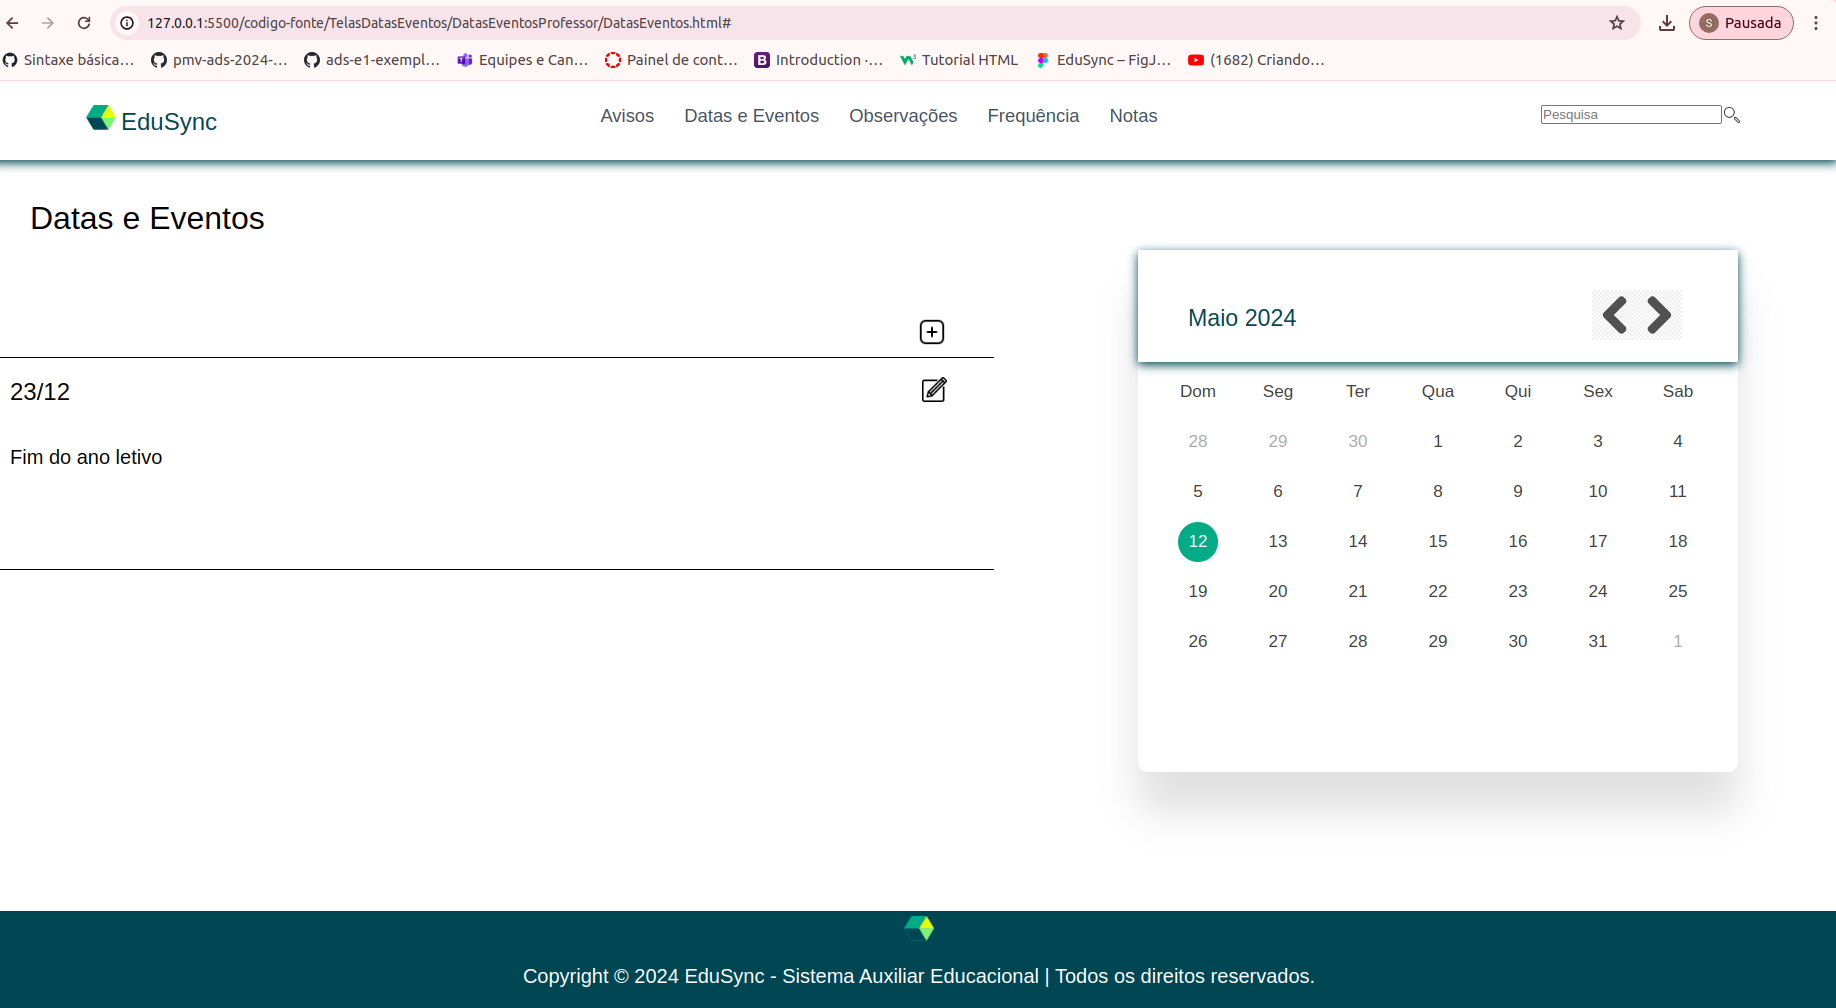 127.0.0.1:5500/codigo-fonte/TelasDatasEventos/DatasEventosProfessor/DatasEventos.html#
S Pausada
Sintaxe básica... pmv-ads-2024-... ads-e1-exempl... Equipes e Can... Painel de cont... B Introduction ·... Tutorial HTML EduSync – FigJ... (1682) Criando...
EduSync Avisos Datas e Eventos Observações Frequência Notas Pesquisa
Datas e Eventos
23/12
Fim do ano letivo
Maio 2024
Dom Seg Ter Qua Qui Sex Sab
28 29 30 1 2 3 4
5 6 7 8 9 10 11
12 13 14 15 16 17 18
19 20 21 22 23 24 25
26 27 28 29 30 31 1
Copyright © 2024 EduSync - Sistema Auxiliar Educacional | Todos os direitos reservados.